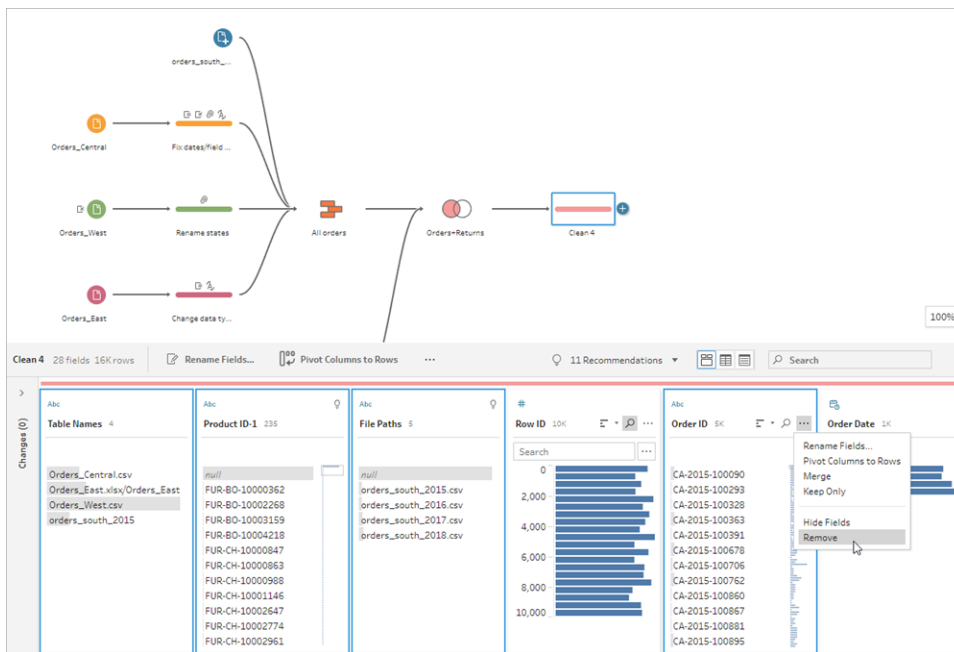 orders_south_...
Orders_Central
Fix dates/field ...
Orders_West
Rename states
All orders
Orders+Returns
Clean 4
Orders_East
Change data ty...
100%
Clean 4 28 fields 16K rows
Rename Fields...
Pivot Columns to Rows
...
11 Recommendations
Search
Changes (0)
Abc
Table Names 4
Orders_Central.csv
Orders_East.xlsx/Orders_East
Orders_West.csv
orders_south_2015
Abc
Product ID-1 235
null
FUR-BO-10000362
FUR-BO-10002268
FUR-BO-10003159
FUR-BO-10004218
FUR-CH-10000847
FUR-CH-10000863
FUR-CH-10000988
FUR-CH-10001146
FUR-CH-10002647
FUR-CH-10002774
FUR-CH-10002961
Abc
File Paths 5
null
orders_south_2015.csv
orders_south_2016.csv
orders_south_2017.csv
orders_south_2018.csv
#
Row ID 10K
Search
0
2,000
4,000
6,000
8,000
10,000
Abc
Order ID 5K
CA-2015-100090
CA-2015-100293
CA-2015-100328
CA-2015-100363
CA-2015-100391
CA-2015-100678
CA-2015-100706
CA-2015-100762
CA-2015-100860
CA-2015-100867
CA-2015-100881
CA-2015-100895
Order Date 1K
Rename Fields...
Pivot Columns to Rows
Merge
Keep Only
Hide Fields
Remove